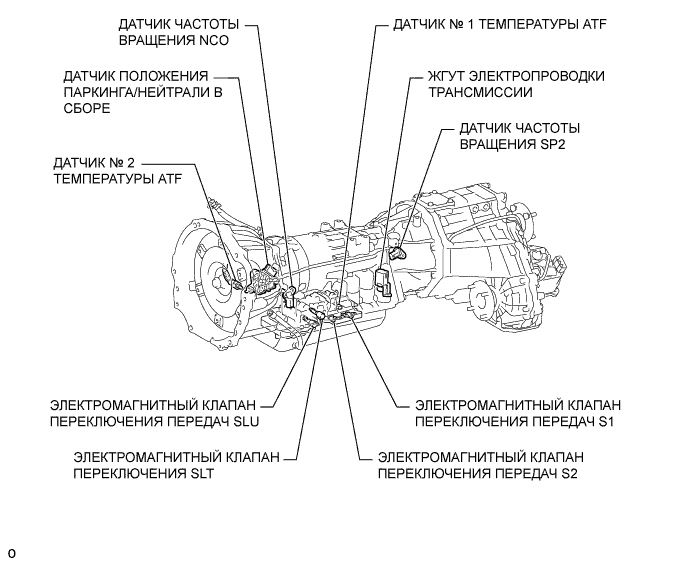 ДАТЧИК ЧАСТОТЫ
ВРАЩЕНИЯ NCO
ДАТЧИК № 1 ТЕМПЕРАТУРЫ ATF
ДАТЧИК ПОЛОЖЕНИЯ
ПАРКИНГА/НЕЙТРАЛИ В
СБОРЕ
ЖГУТ ЭЛЕКТРОПРОВОДКИ
ТРАНСМИССИИ
ДАТЧИК ЧАСТОТЫ
ВРАЩЕНИЯ SP2
ДАТЧИК № 2
ТЕМПЕРАТУРЫ ATF
ЭЛЕКТРОМАГНИТНЫЙ КЛАПАН
ПЕРЕКЛЮЧЕНИЯ ПЕРЕДАЧ SLU
ЭЛЕКТРОМАГНИТНЫЙ КЛАПАН
ПЕРЕКЛЮЧЕНИЯ ПЕРЕДАЧ S1
ЭЛЕКТРОМАГНИТНЫЙ КЛАПАН
ПЕРЕКЛЮЧЕНИЯ SLT
ЭЛЕКТРОМАГНИТНЫЙ КЛАПАН
ПЕРЕКЛЮЧЕНИЯ ПЕРЕДАЧ S2
O